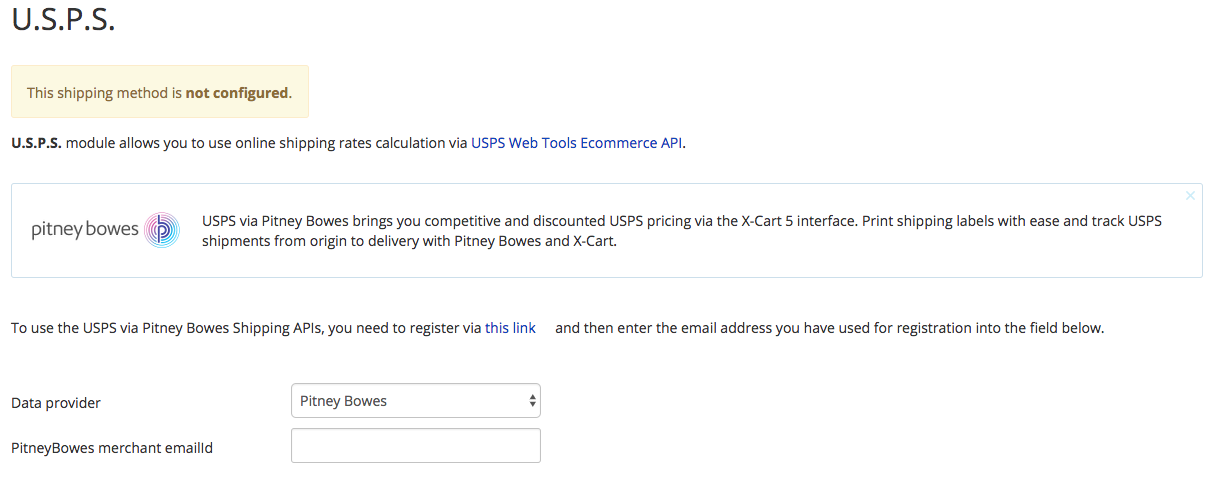 U.S.P.S.
This shipping method is not configured.
U.S.P.S. module allows you to use online shipping rates calculation via USPS Web Tools Ecommerce API.
pitney bowes
USPS via Pitney Bowes brings you competitive and discounted USPS pricing via the X-Cart 5 interface. Print shipping labels with ease and track USPS
shipments from origin to delivery with Pitney Bowes and X-Cart.
To use the USPS via Pitney Bowes Shipping APIs, you need to register via this link and then enter the email address you have used for registration into the field below.
Data provider
Pitney Bowes
PitneyBowes merchant emailId